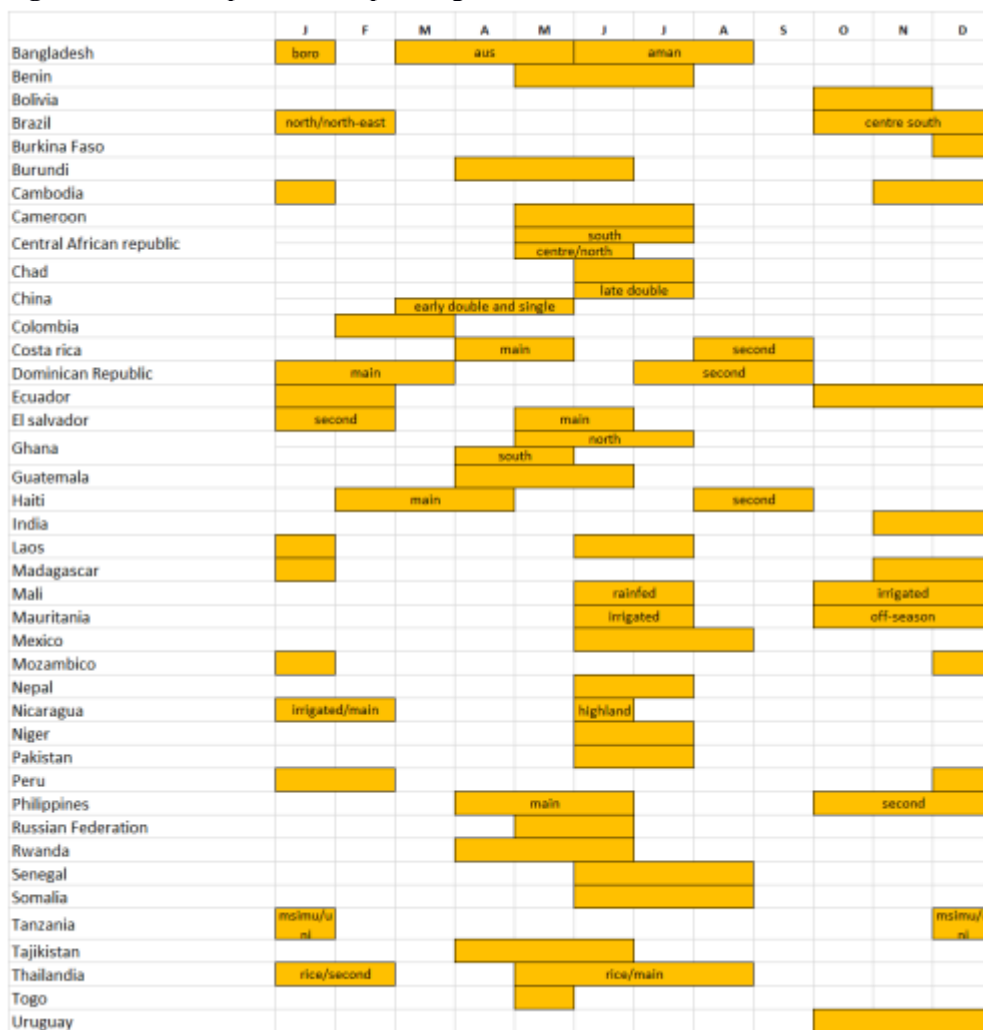 J F M A M J J A S O N D
Bangladesh boro aus aman
Benin
Bolivia
Brazil north/north-east centre south
Burkina Faso
Burundi
Cambodia
Cameroon
Central African republic south
centre/north
Chad
China late double
early double and single
Colombia
Costa rica main second
Dominican Republic main second
Ecuador
El salvador second main
Ghana north
south
Guatemala
Haiti main second
India
Laos
Madagascar
Mali rainfed irrigated
Mauritania irrigated off-season
Mexico
Mozambico
Nepal
Nicaragua irrigated/main highland
Niger
Pakistan
Peru
Philippines main second
Russian Federation
Rwanda
Senegal
Somalia
Tanzania msimu/u msimu/
ni ni
Tajikistan
Thailandia rice/second rice/main
Togo
Uruguay